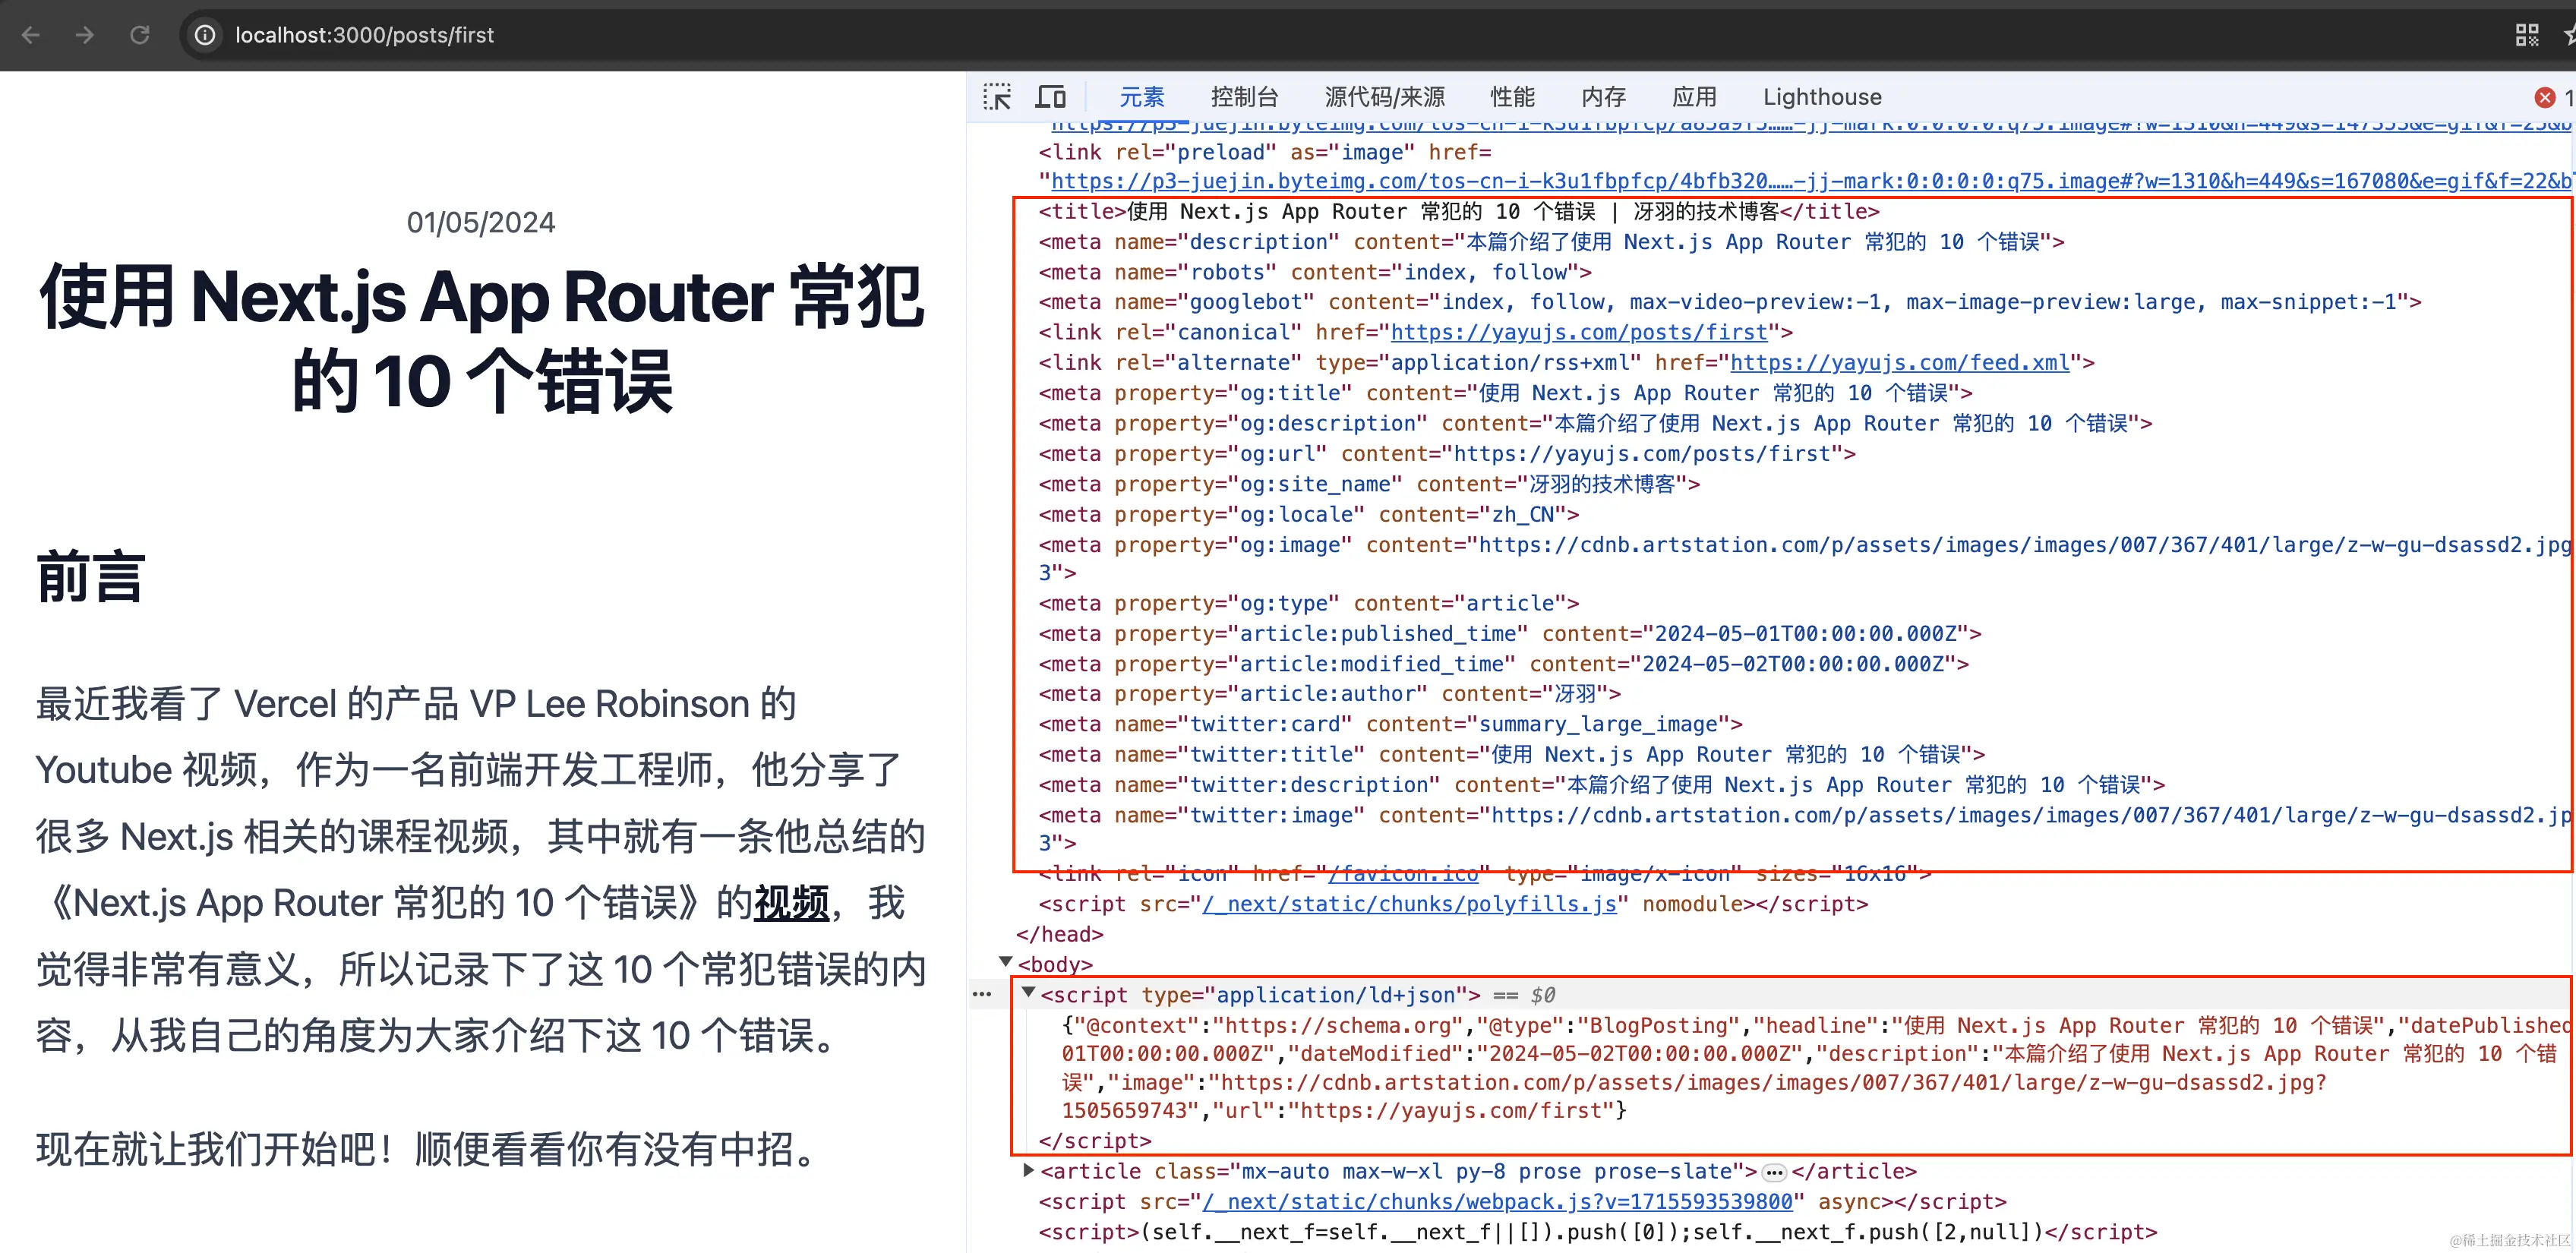 localhost:3000/posts/first
01/05/2024
使用 Next.js App Router 常犯
的 10 个错误
前言
最近我看了 Vercel 的产品 VP Lee Robinson 的
Youtube 视频，作为一名前端开发工程师，他分享了
很多 Next.js 相关的课程视频，其中就有一条他总结的
《Next.js App Router 常犯的 10 个错误》的视频，我
觉得非常有意义，所以记录下了这 10 个常犯错误的内
容，从我自己的角度为大家介绍下这 10 个错误。
现在就让我们开始吧！顺便看看你有没有中招。
元素 控制台 源代码/来源 性能 内存 应用 Lighthouse 1
<link rel="preload" as="image" href=
"https://p3-juejin.byteimg.com/tos-cn-i-k3u1fbpfcp/4bfb320……-jj-mark:0:0:0:0:q75.image#?w=1310&h=449&s=167080&e=gif&f=22&b
<title>使用 Next.js App Router 常犯的 10 个错误 | 冴羽的技术博客</title>
<meta name="description" content="本篇介绍了使用 Next.js App Router 常犯的 10 个错误">
<meta name="robots" content="index, follow">
<meta name="googlebot" content="index, follow, max-video-preview:-1, max-image-preview:large, max-snippet:-1">
<link rel="canonical" href="https://yayujs.com/posts/first">
<link rel="alternate" type="application/rss+xml" href="https://yayujs.com/feed.xml">
<meta property="og:title" content="使用 Next.js App Router 常犯的 10 个错误">
<meta property="og:description" content="本篇介绍了使用 Next.js App Router 常犯的 10 个错误">
<meta property="og:url" content="https://yayujs.com/posts/first">
<meta property="og:site_name" content="冴羽的技术博客">
<meta property="og:locale" content="zh_CN">
<meta property="og:image" content="https://cdnb.artstation.com/p/assets/images/images/007/367/401/large/z-w-gu-dsassd2.jpg
3">
<meta property="og:type" content="article">
<meta property="article:published_time" content="2024-05-01T00:00:00.000Z">
<meta property="article:modified_time" content="2024-05-02T00:00:00.000Z">
<meta property="article:author" content="冴羽">
<meta name="twitter:card" content="summary_large_image">
<meta name="twitter:title" content="使用 Next.js App Router 常犯的 10 个错误">
<meta name="twitter:description" content="本篇介绍了使用 Next.js App Router 常犯的 10 个错误">
<meta name="twitter:image" content="https://cdnb.artstation.com/p/assets/images/images/007/367/401/large/z-w-gu-dsassd2.jp
3">
<link rel="icon" href="/favicon.ico" type="image/x-icon" sizes="16x16">
<script src="/_next/static/chunks/polyfills.js" nomodule></script>
</head>
<body>
<script type="application/ld+json"> == $0
{"@context":"https://schema.org","@type":"BlogPosting","headline":"使用 Next.js App Router 常犯的 10 个错误","datePublished
01T00:00:00.000Z","dateModified":"2024-05-02T00:00:00.000Z","description":"本篇介绍了使用 Next.js App Router 常犯的 10 个错
误","image":"https://cdnb.artstation.com/p/assets/images/images/007/367/401/large/z-w-gu-dsassd2.jpg?
1505659743","url":"https://yayujs.com/first"}
</script>
<article class="mx-auto max-w-xl py-8 prose prose-slate">…</article>
<script src="/_next/static/chunks/webpack.js?v=1715593539800" async></script>
<script>(self.__next_f=self.__next_f||[]).push([0]);self.__next_f.push([2,null])</script>
@稀土掘金技术社区